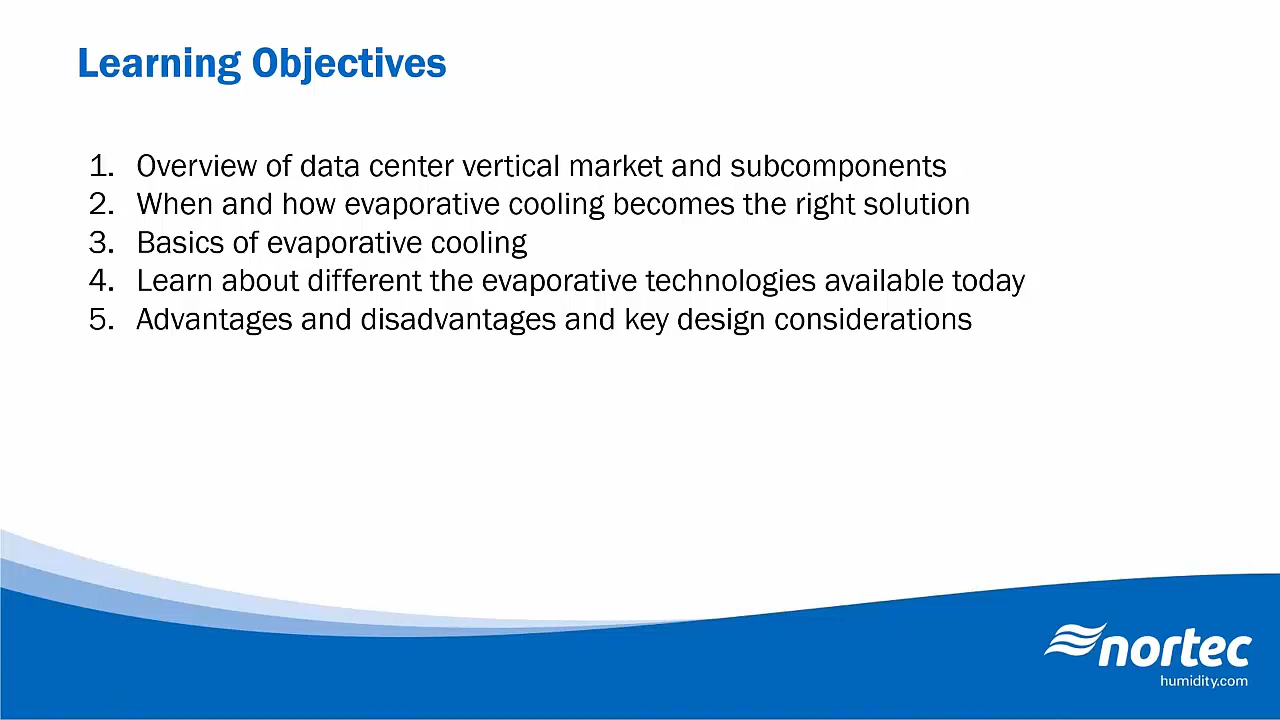 Learning Objectives
1. Overview of data center vertical market and subcomponents
2. When and how evaporative cooling becomes the right solution
3. Basics of evaporative cooling
4. Learn about different the evaporative technologies available today
5. Advantages and disadvantages and key design considerations
nortec
humidity.com